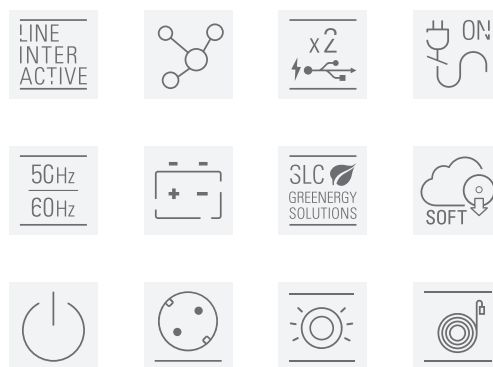 LINE
INTER
ACTIVE
x2
ON
50Hz
60Hz
SLC
GREENERGY
SOLUTIONS
SOFT